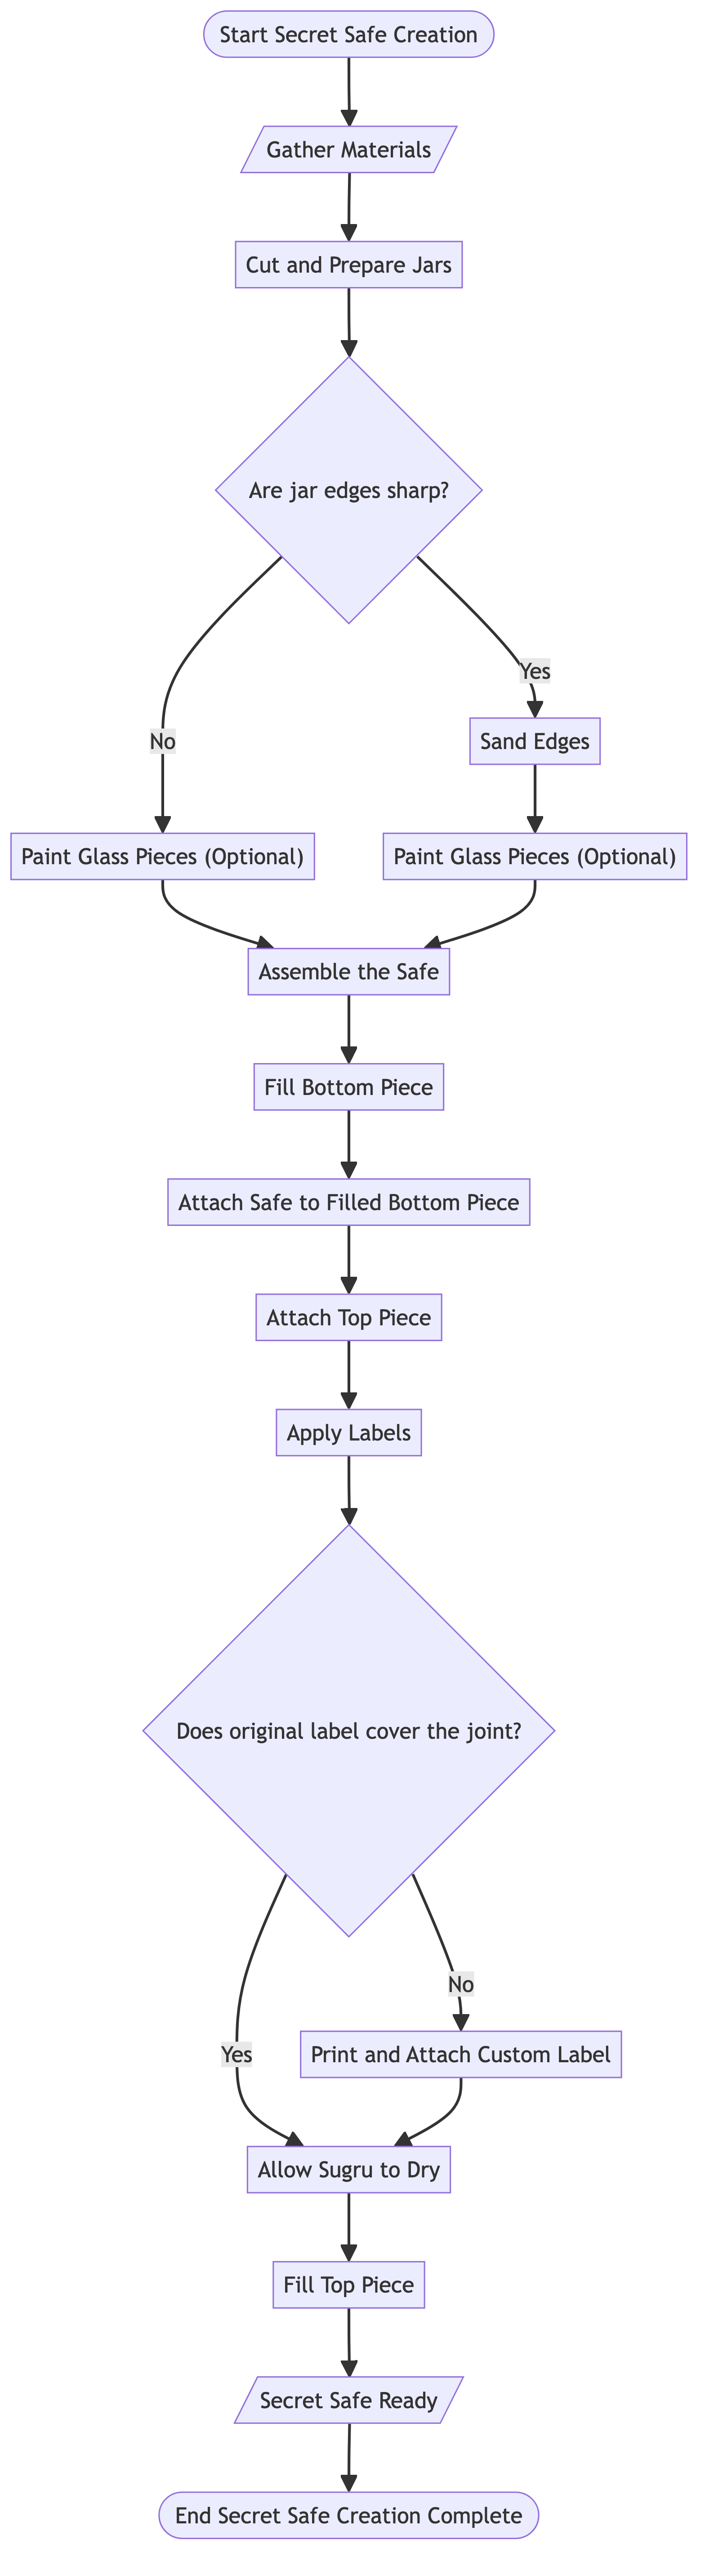 Start Secret Safe Creation
Gather Materials
Cut and Prepare Jars
Are jar edges sharp?
Yes
No
Sand Edges
Paint Glass Pieces (Optional)
Paint Glass Pieces (Optional)
Assemble the Safe
Fill Bottom Piece
Attach Safe to Filled Bottom Piece
Attach Top Piece
Apply Labels
Does original label cover the joint?
No
Yes
Print and Attach Custom Label
Allow Sugru to Dry
Fill Top Piece
Secret Safe Ready
End Secret Safe Creation Complete